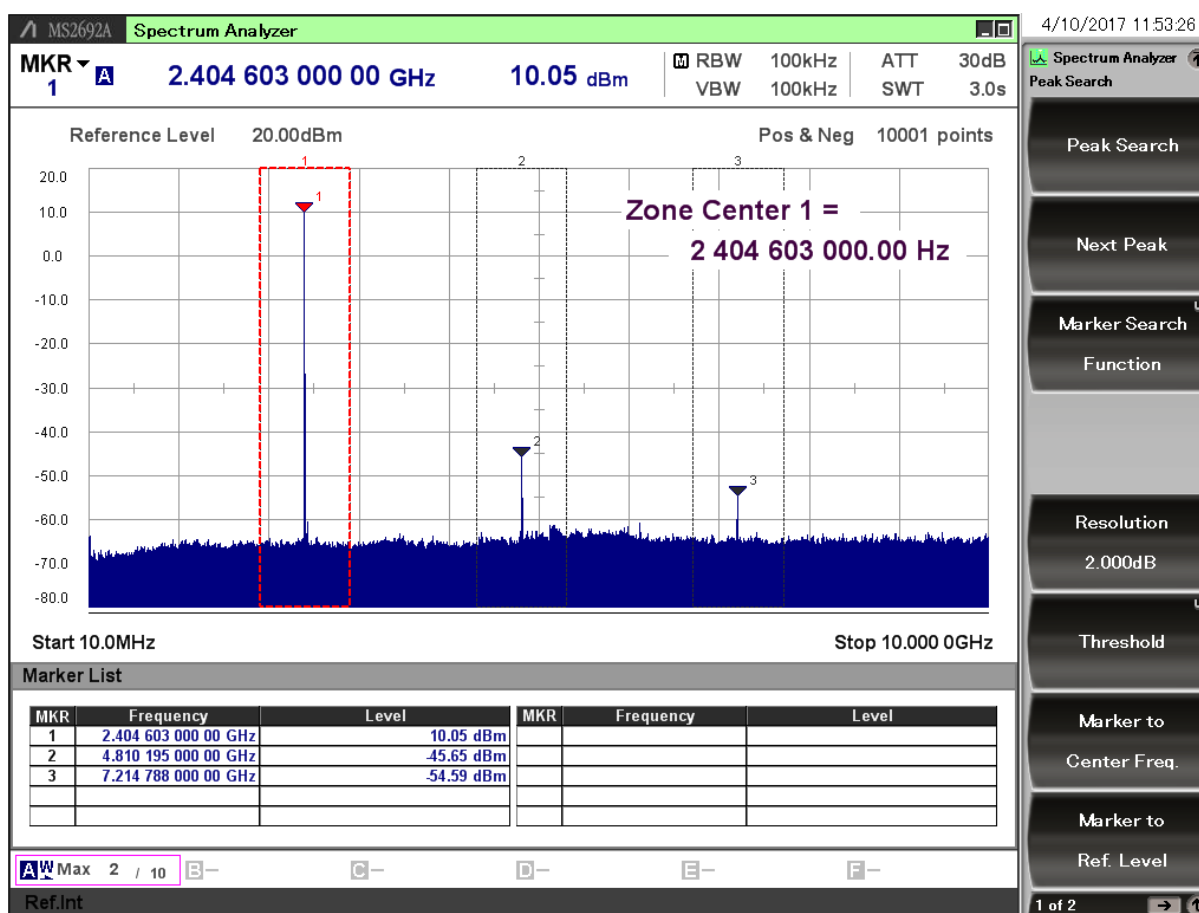 MS2692A Spectrum Analyzer
4/10/2017 11:53:26
MKR 1 A 2.404 603 000 00 GHz 10.05 dBm
M RBW 100kHz ATT 30dB
VBW 100kHz SWT 3.0s
Reference Level 20.00dBm Pos & Neg 10001 points
1 2 3
20.0
10.0
0.0
-10.0
-20.0
-30.0
-40.0
-50.0
-60.0
-70.0
-80.0
1
2
3
Zone Center 1 =
2 404 603 000.00 Hz
Start 10.0MHz Stop 10.000 0GHz
Marker List
MKR Frequency Level MKR Frequency Level
1 2.404 603 000 00 GHz 10.05 dBm
2 4.810 195 000 00 GHz -45.65 dBm
3 7.214 788 000 00 GHz -54.59 dBm
A W Max 2 / 10 B- C- D- E- F-
Ref.Int
Spectrum Analyzer
Peak Search
Peak Search
Next Peak
Marker Search
Function
Resolution
2.000dB
Threshold
Marker to
Center Freq.
Marker to
Ref. Level
1 of 2